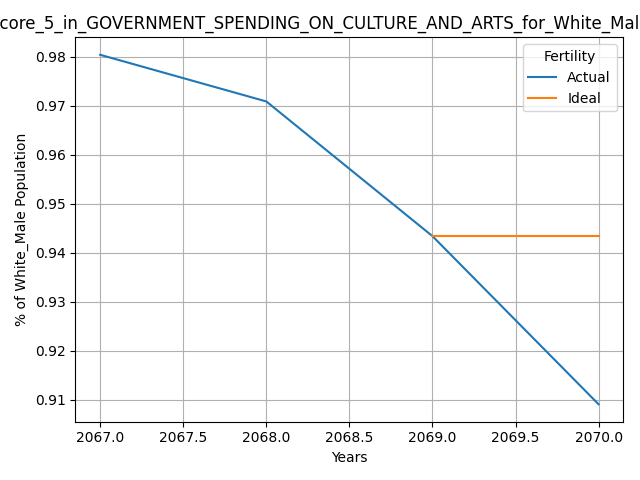 core_5_in_GOVERNMENT_SPENDING_ON_CULTURE_AND_ARTS_for_White_Mal
Fertility
Actual
Ideal
0.98
0.97
0.96
0.95
0.94
0.93
0.92
0.91
% of White_Male Population
2067.0 2067.5 2068.0 2068.5 2069.0 2069.5 2070.0
Years